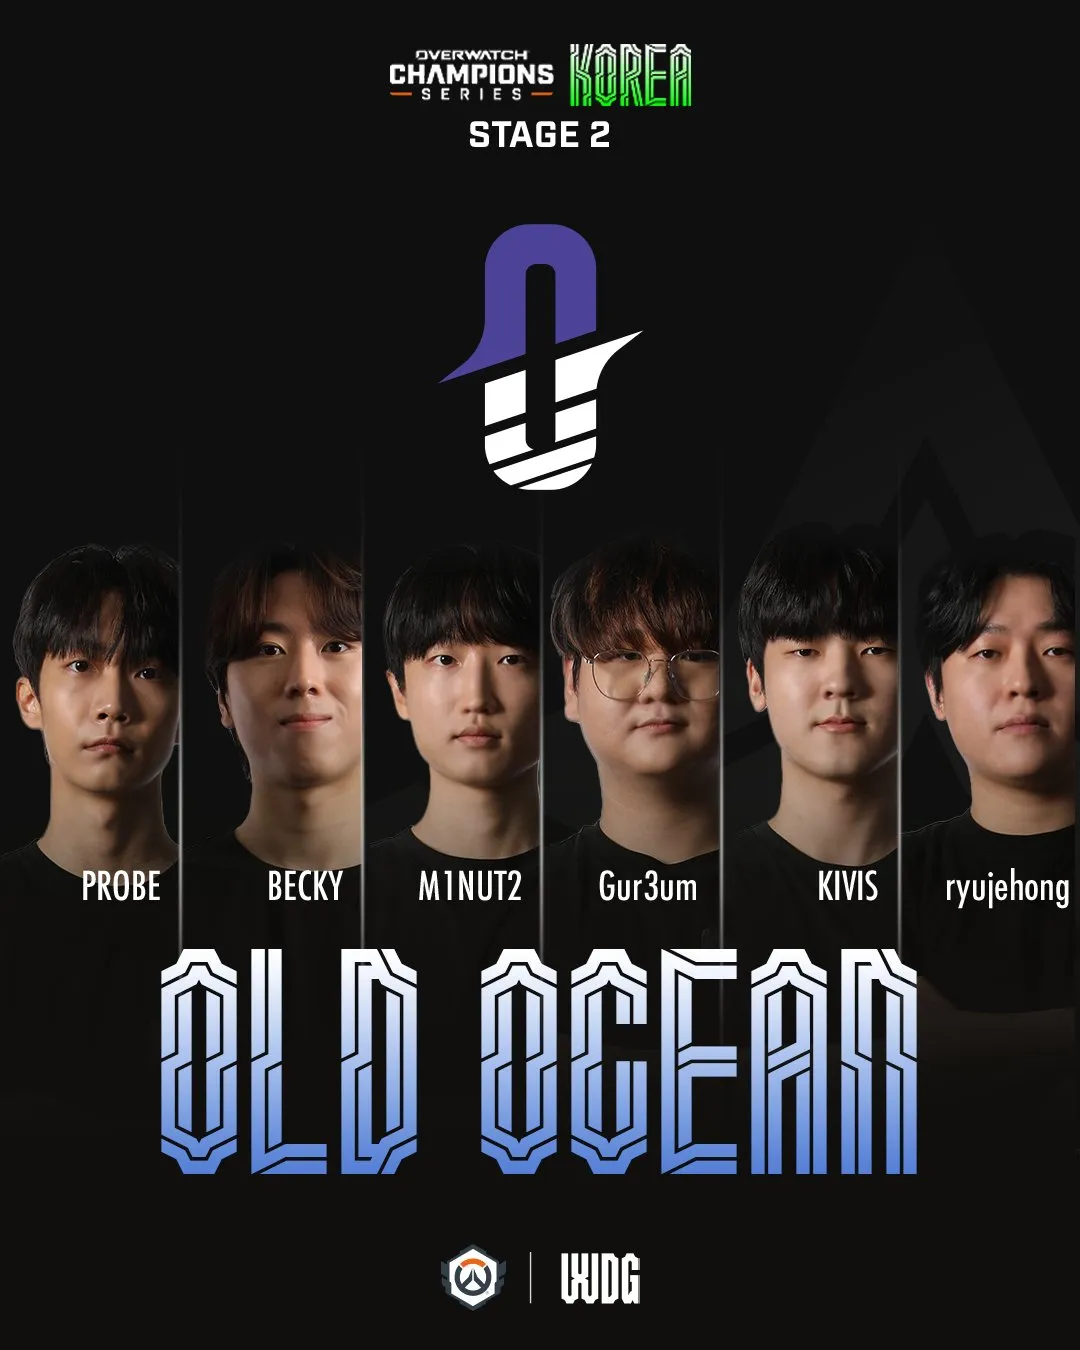 OVERWATCH
CHAMPIONS
SERIES
KOREA
STAGE 2
PROBE
BECKY
M1NUT2
Gur3um
KIVIS
ryujehong
OLD OCEAN
WDG